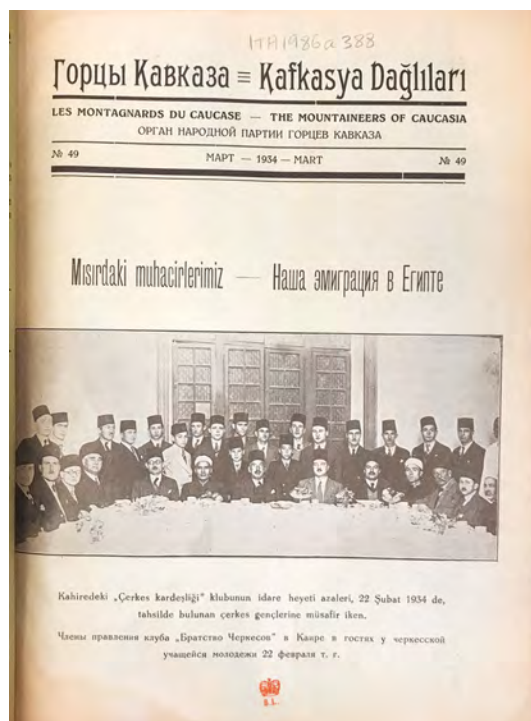 ITA1986a388
Горцы Кавказа = Kafkasya Dağlıları
LES MONTAGNARDS DU CAUCASE — THE MOUNTAINEERS OF CAUCASIA
ОРГАН НАРОДНОЙ ПАРТИИ ГОРЦЕВ КАВКАЗА
№ 49 МАРТ — 1934 — MART № 49
Mısırdaki muhacirlerimiz — Наша эмиграция в Египте
Kahiredeki „Çerkes kardeşliği” klubunun idare heyeti azaleri, 22 Şubat 1934 de,
tahsilde bulunan çerkes gençlerine müsafir iken.
Члены правления клуба „Братство Черкесов” в Каире в гостях у черкесской
учащейся молодежи 22 февраля т. г.
B.L.